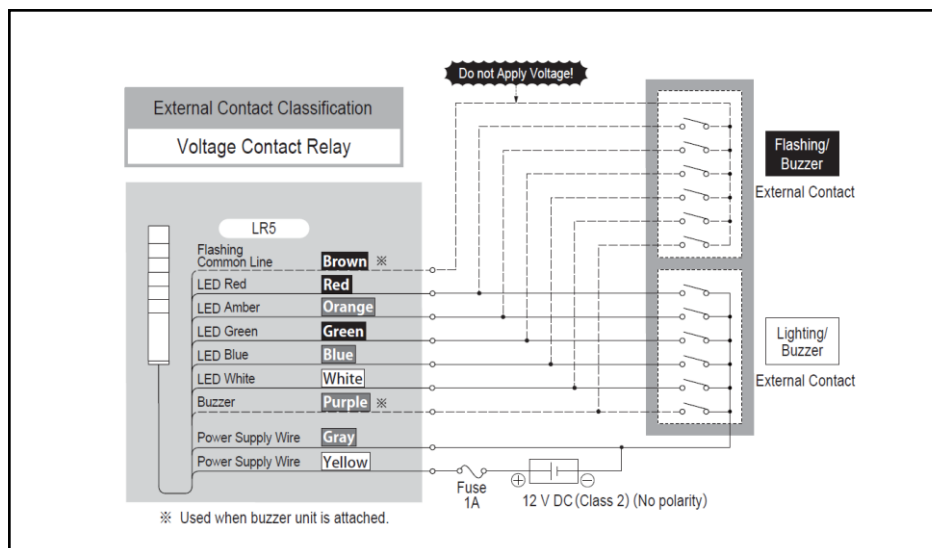 Do not Apply Voltage!
External Contact Classification
Voltage Contact Relay
Flashing/
Buzzer
External Contact
LR5
Flashing
Common Line Brown ※
LED Red Red
LED Amber Orange
LED Green Green
LED Blue Blue
LED White White
Buzzer Purple ※
Power Supply Wire Gray
Power Supply Wire Yellow
Lighting/
Buzzer
External Contact
Fuse
1A
+ −
12 V DC (Class 2) (No polarity)
※ Used when buzzer unit is attached.